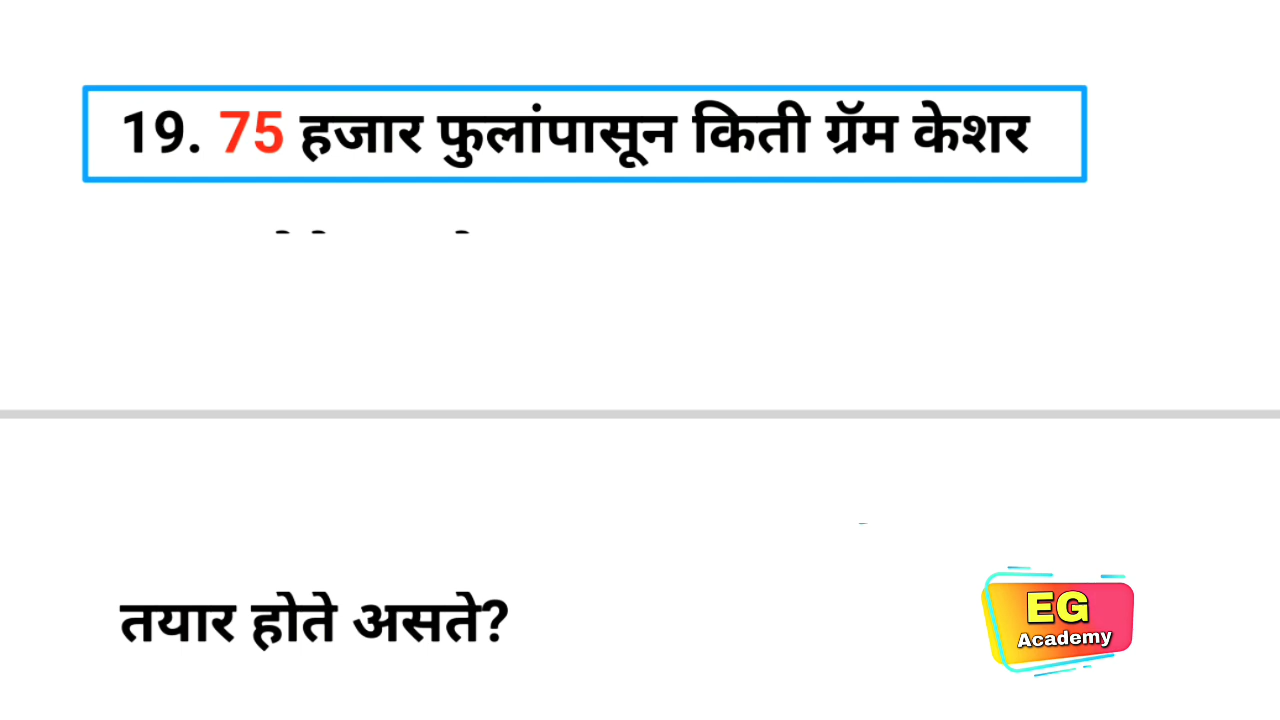 19. 75 हजार फुलांपासून किती ग्रॅम केशर
तयार होते असते?
EG
Academy